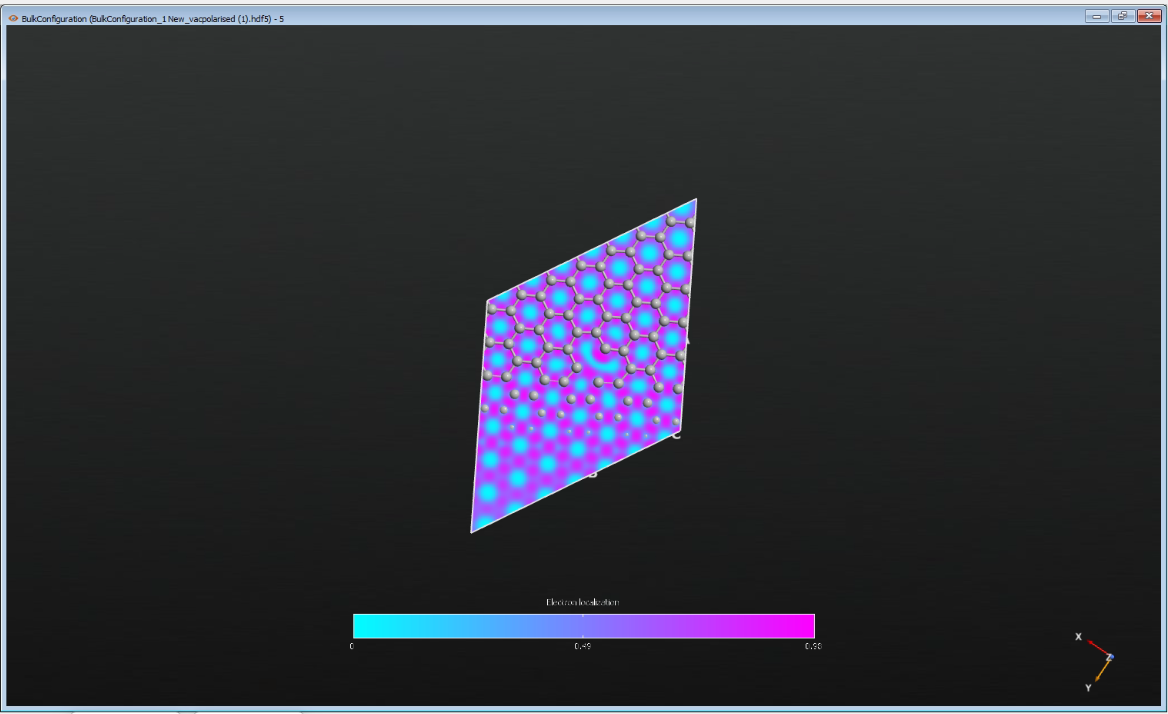 BulkConfiguration (BulkConfiguration_1 New_vacpolarised (1).hdf5) - 5
A
C
B
Electron localization
0
0.49
0.98
X
Z
Y